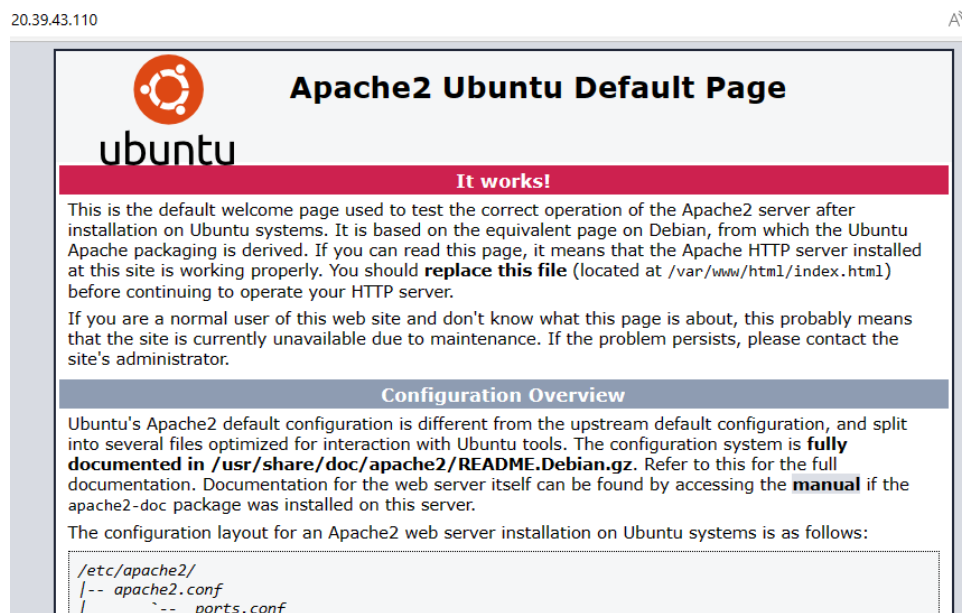 20.39.43.110
Apache2 Ubuntu Default Page
ubuntu
It works!
This is the default welcome page used to test the correct operation of the Apache2 server after
installation on Ubuntu systems. It is based on the equivalent page on Debian, from which the Ubuntu
Apache packaging is derived. If you can read this page, it means that the Apache HTTP server installed
at this site is working properly. You should replace this file (located at /var/www/html/index.html)
before continuing to operate your HTTP server.
If you are a normal user of this web site and don't know what this page is about, this probably means
that the site is currently unavailable due to maintenance. If the problem persists, please contact the
site's administrator.
Configuration Overview
Ubuntu's Apache2 default configuration is different from the upstream default configuration, and split
into several files optimized for interaction with Ubuntu tools. The configuration system is fully
documented in /usr/share/doc/apache2/README.Debian.gz. Refer to this for the full
documentation. Documentation for the web server itself can be found by accessing the manual if the
apache2-doc package was installed on this server.
The configuration layout for an Apache2 web server installation on Ubuntu systems is as follows:
/etc/apache2/
|-- apache2.conf
|       `-- ports.conf